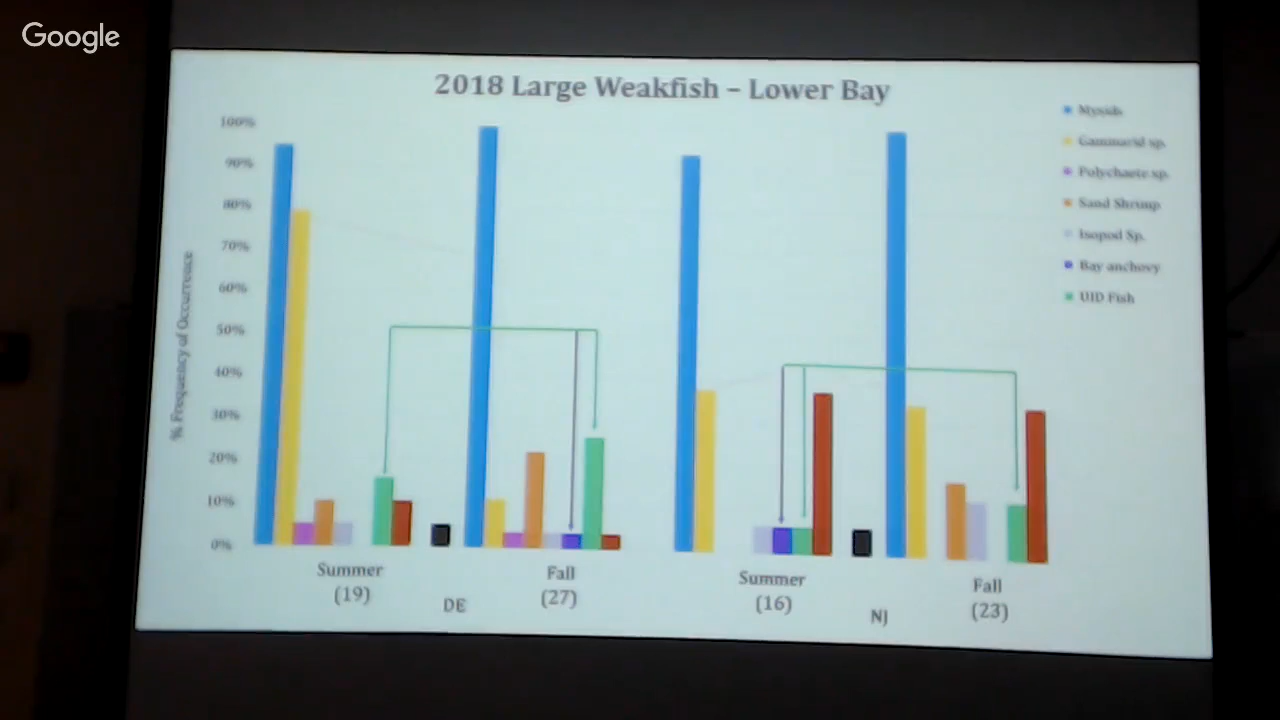 Google
2018 Large Weakfish – Lower Bay
100%
90%
80%
70%
60%
50%
40%
30%
20%
10%
0%
% Frequency of Occurrence
Mysids
Gammarid sp.
Polychaete sp.
Sand Shrimp
Isopod Sp.
Bay anchovy
UID Fish
Summer
(19)
DE
Fall
(27)
Summer
(16)
NJ
Fall
(23)